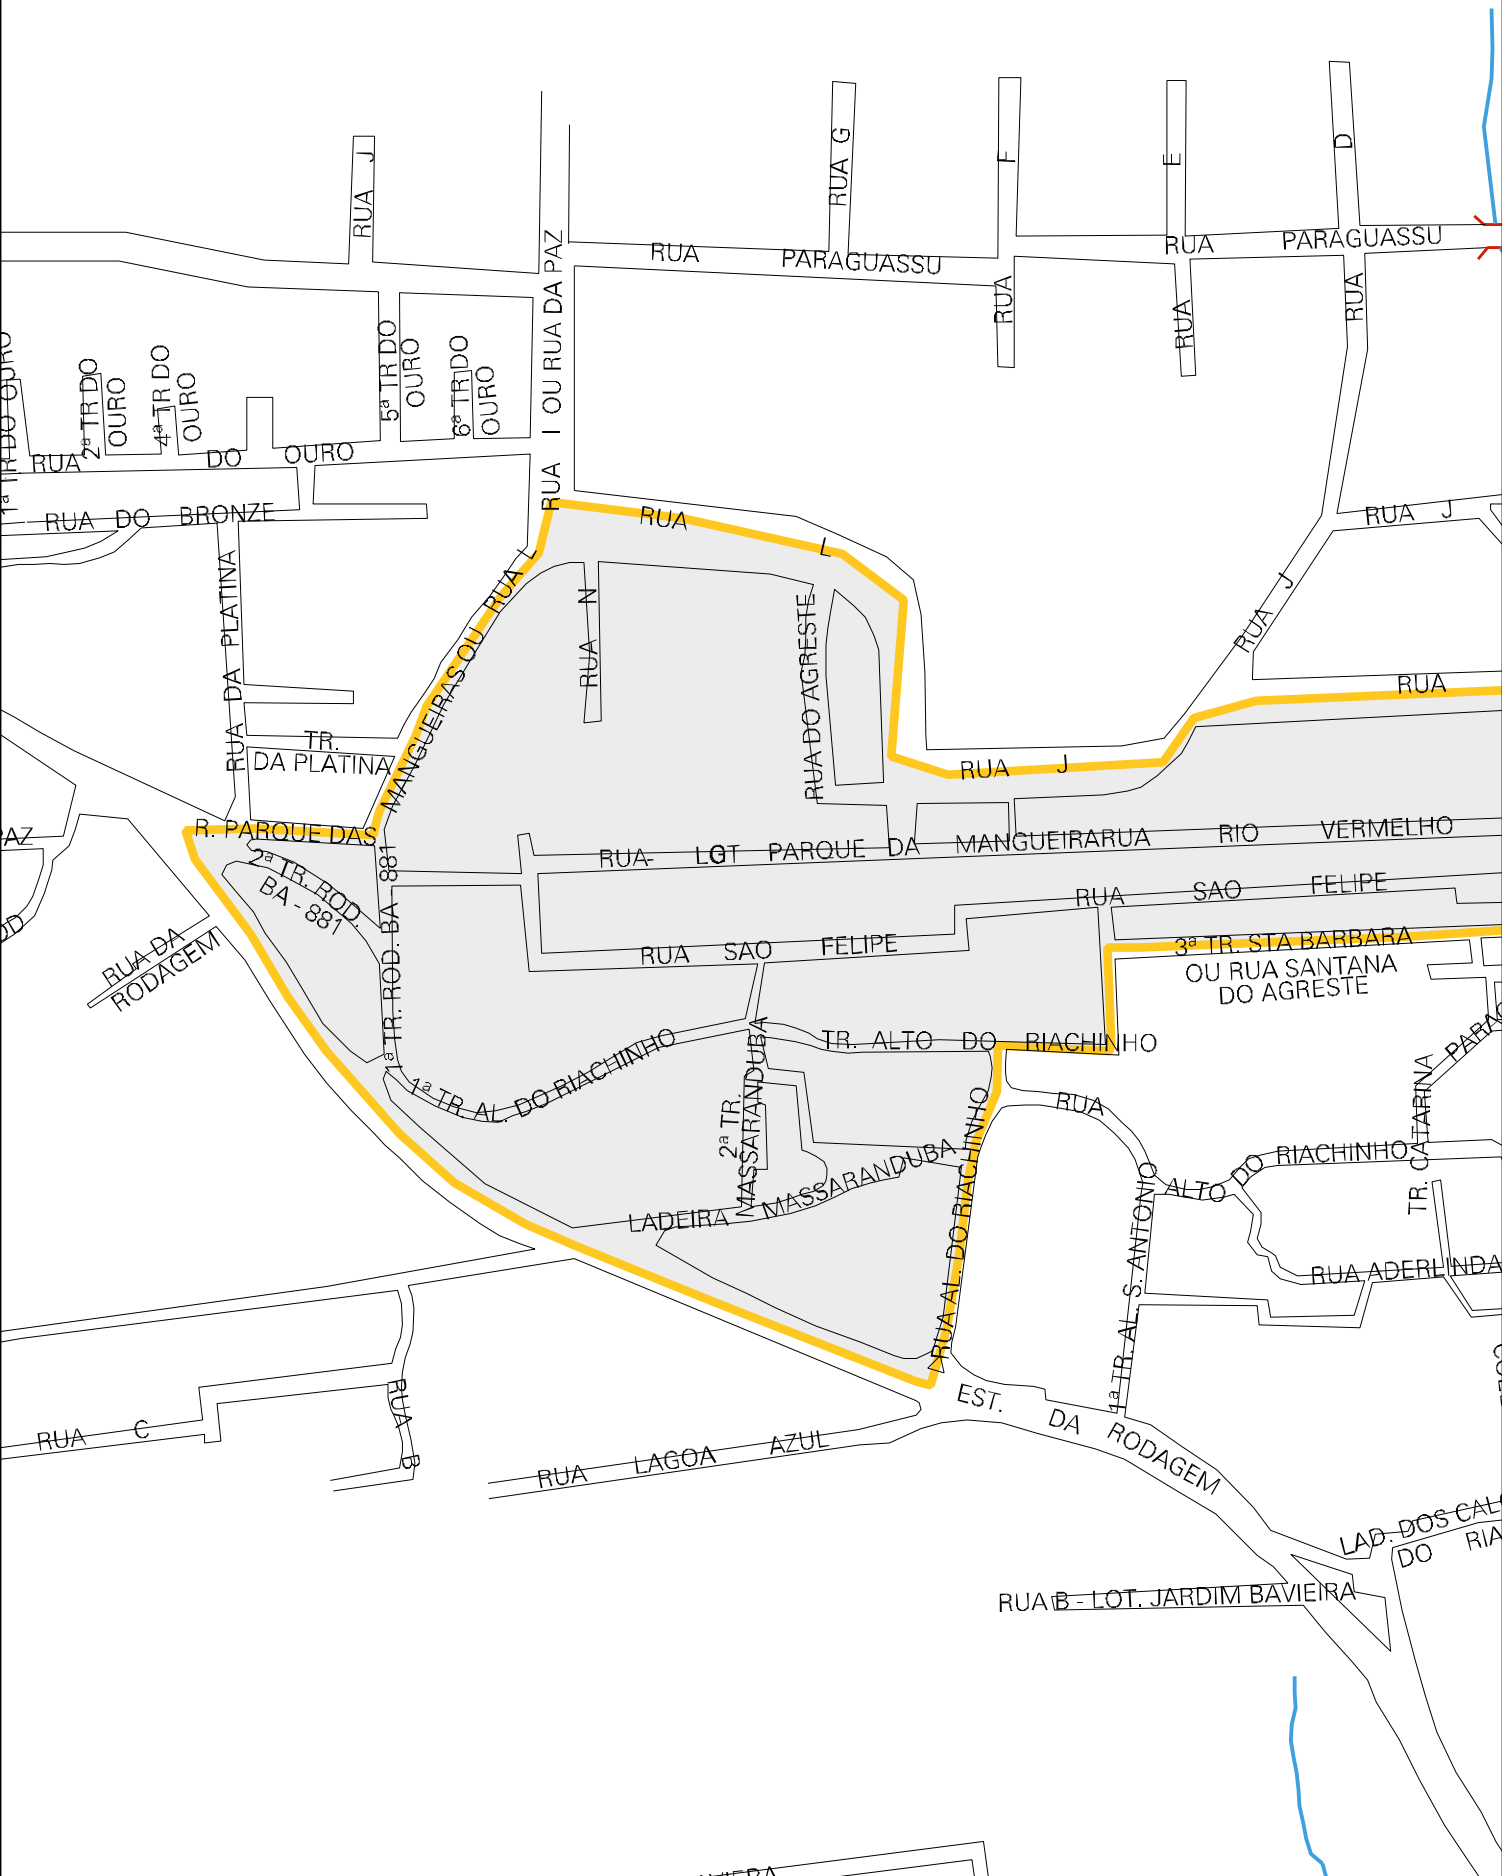 RUA J
RUA G
F
E
D
RUA PARAGUASSU
RUA PARAGUASSU
RUA
RUA
RUA
RUA I OU RUA DA PAZ
1ª TR DO OURO
2ª TR DO
OURO
4ª TR DO
OURO
5ª TR DO
OURO
6ª TR DO
OURO
RUA DO OURO
RUA DO BRONZE
RUA L
RUA J
RUA J
RUA DA PLATINA
RUA N
RUA DO AGRESTE
RUA
TR.
DA PLATINA
RUA J
R. PARQUE DAS MANGUEIRAS OU RUA L
2ª TR. ROD.
BA - 881
RUA- LOT PARQUE DA MANGUEIRA
RUA RIO VERMELHO
1ª TR. ROD. BA - 881
RUA SAO FELIPE
RUA SAO FELIPE
RUA DA
RODAGEM
3ª TR. STA BARBARA
OU RUA SANTANA
DO AGRESTE
TR. ALTO DO RIACHINHO
1ª TR. AL. DO RIACHINHO
2ª TR.
MASSARANDUBA
LADEIRA MASSARANDUBA
RUA AL. DO RIACHINHO
RUA ALTO DO RIACHINHO
TR. CATARINA
1ª TR. AL. S. ANTONIO
RUA ADERLINDA
RUA B
RUA C
RUA LAGOA AZUL
EST. DA RODAGEM
LAD. DOS
DO
RUA B - LOT. JARDIM BAVIEIRA